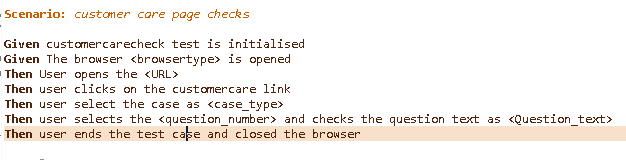 Scenario: customer care page checks
Given customercarecheck test is initialised
Given The browser <browsertype> is opened
Then User opens the <URL>
Then user clicks on the customercare link
Then user select the case as <case_type>
Then user selects the <question_number> and checks the question text as <Question_text>
Then user ends the test case and closed the browser